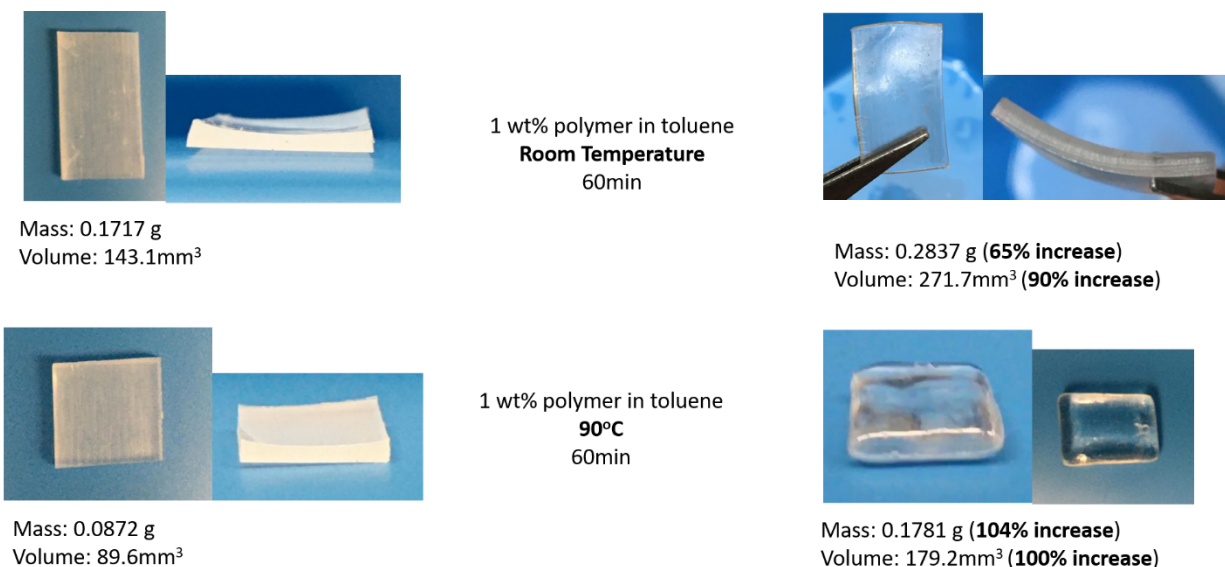 1 wt% polymer in toluene
Room Temperature
60min
Mass: 0.1717 g
Volume: 143.1mm³
Mass: 0.2837 g (65% increase)
Volume: 271.7mm³ (90% increase)
1 wt% polymer in toluene
90ºC
60min
Mass: 0.0872 g
Volume: 89.6mm³
Mass: 0.1781 g (104% increase)
Volume: 179.2mm³ (100% increase)